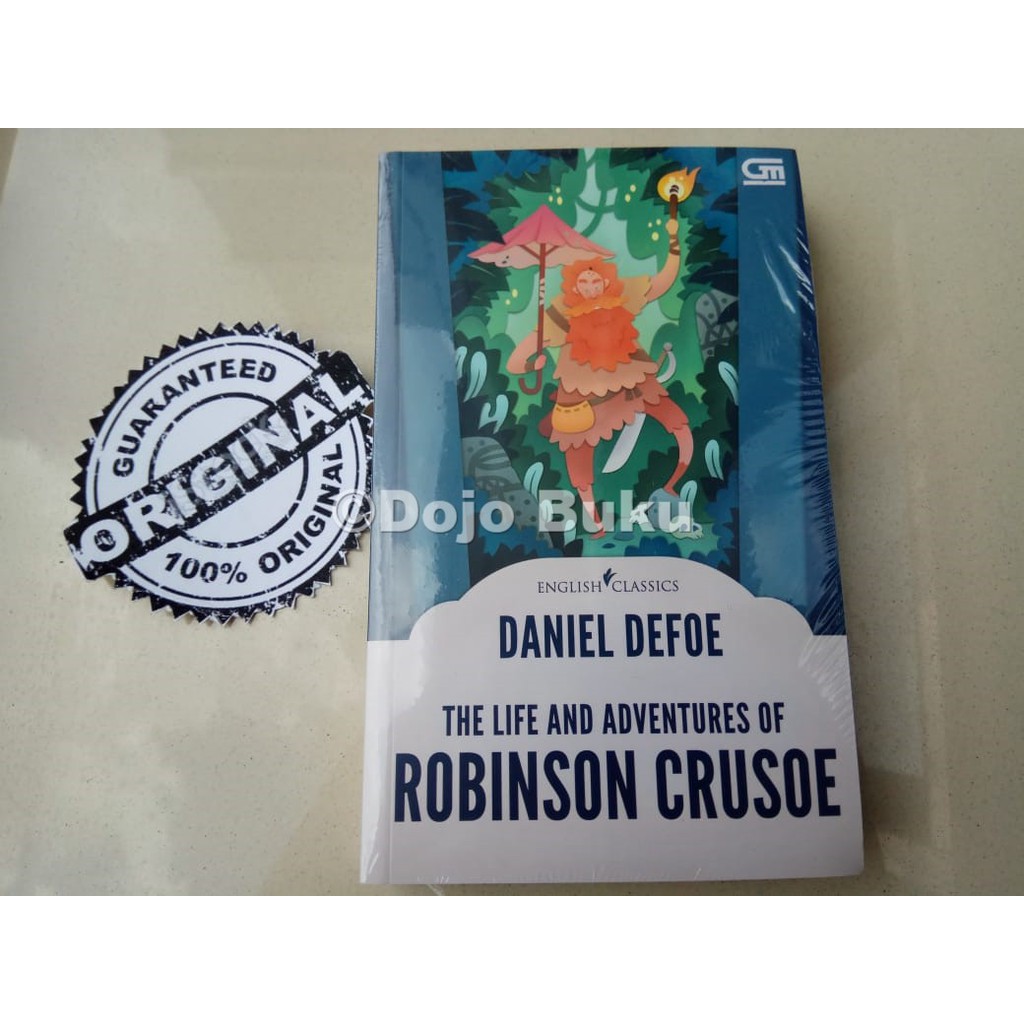 GM
GUARANTEED
ORIGINAL
100% ORIGINAL
©Dojo Buku
ENGLISH CLASSICS
DANIEL DEFOE
THE LIFE AND ADVENTURES OF
ROBINSON CRUSOE